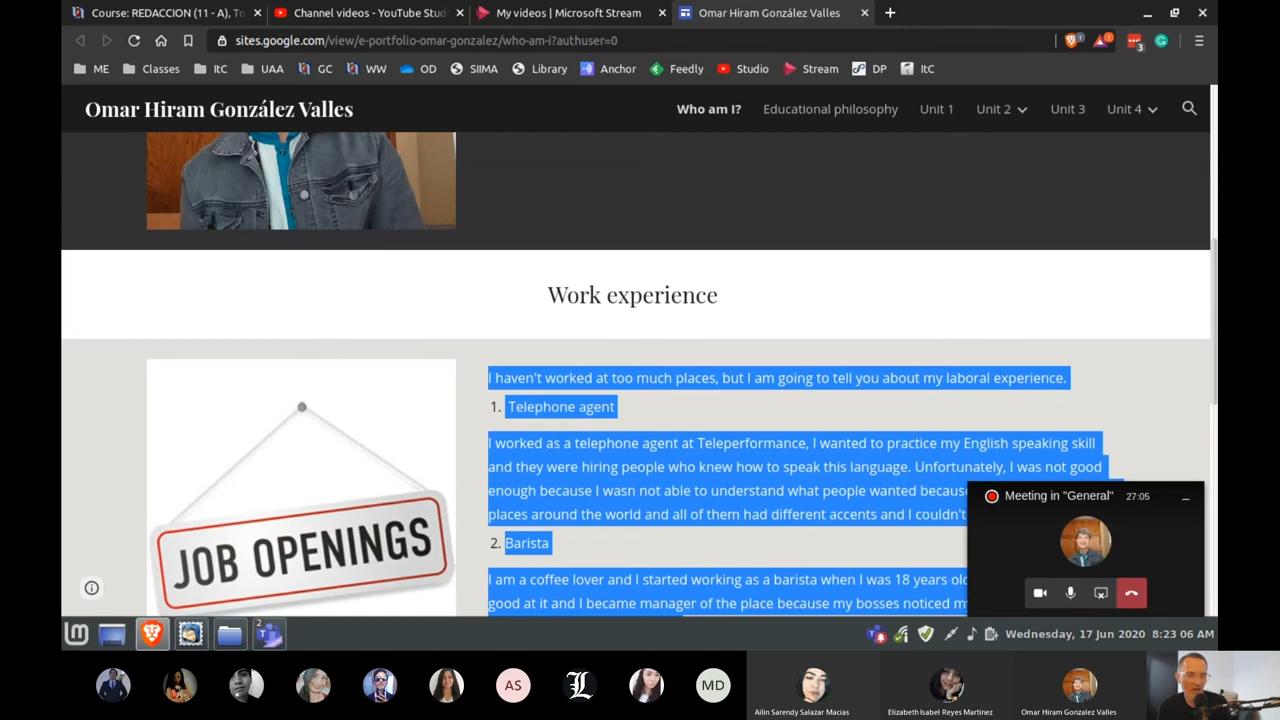 Course: REDACCION (11 - A), To
Channel videos - YouTube Stud
My videos | Microsoft Stream
Omar Hiram González Valles
sites.google.com/view/e-portfolio-omar-gonzalez/who-am-i?authuser=0
1
3
ME
Classes
ItC
UAA
GC
WW
OD
SIIMA
Library
Anchor
Feedly
Studio
Stream
DP
ItC
Omar Hiram González Valles
Who am I?
Educational philosophy
Unit 1
Unit 2
Unit 3
Unit 4
Work experience
JOB OPENINGS
I haven't worked at too much places, but I am going to tell you about my laboral experience.
1. Telephone agent
I worked as a telephone agent at Teleperformance, I wanted to practice my English speaking skill
and they were hiring people who knew how to speak this language. Unfortunately, I was not good
enough because I wasn not able to understand what people wanted becaus
places around the world and all of them had different accents and I couldn't
2. Barista
I am a coffee lover and I started working as a barista when I was 18 years old
good at it and I became manager of the place because my bosses noticed m
Meeting in "General"
27:05
2
Wednesday, 17 Jun 2020 8:23:06 AM
AS
L
MD
Ailin Sarendy Salazar Macias
Elizabeth Isabel Reyes Martinez
Omar Hiram Gonzalez Valles